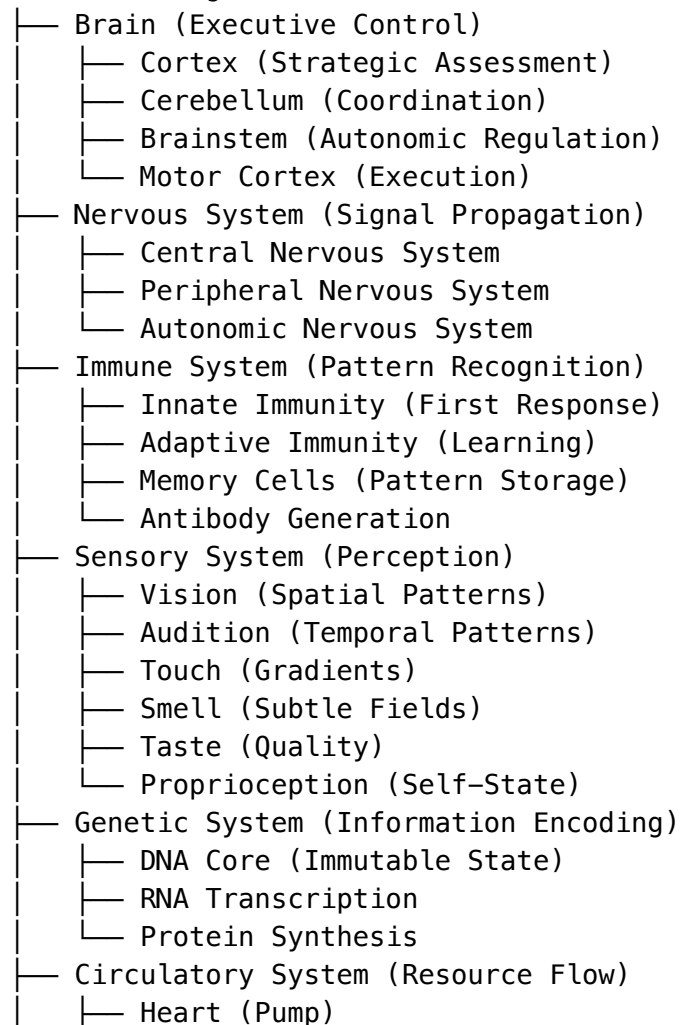 ├── Brain (Executive Control)
│   ├── Cortex (Strategic Assessment)
│   ├── Cerebellum (Coordination)
│   ├── Brainstem (Autonomic Regulation)
│   └── Motor Cortex (Execution)
├── Nervous System (Signal Propagation)
│   ├── Central Nervous System
│   ├── Peripheral Nervous System
│   └── Autonomic Nervous System
├── Immune System (Pattern Recognition)
│   ├── Innate Immunity (First Response)
│   ├── Adaptive Immunity (Learning)
│   ├── Memory Cells (Pattern Storage)
│   └── Antibody Generation
├── Sensory System (Perception)
│   ├── Vision (Spatial Patterns)
│   ├── Audition (Temporal Patterns)
│   ├── Touch (Gradients)
│   ├── Smell (Subtle Fields)
│   ├── Taste (Quality)
│   └── Proprioception (Self-State)
├── Genetic System (Information Encoding)
│   ├── DNA Core (Immutable State)
│   ├── RNA Transcription
│   └── Protein Synthesis
├── Circulatory System (Resource Flow)
│   ├── Heart (Pump)